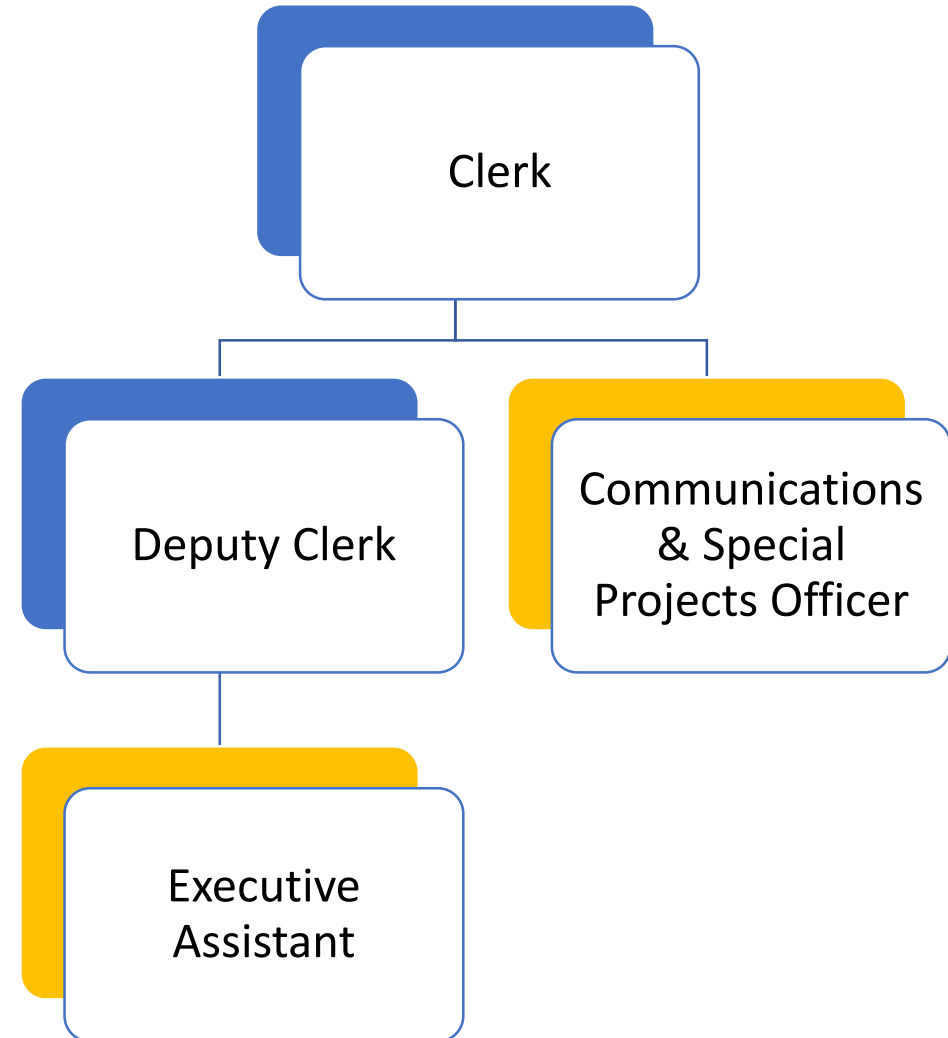 Clerk
Deputy Clerk
Communications
& Special
Projects Officer
Executive
Assistant